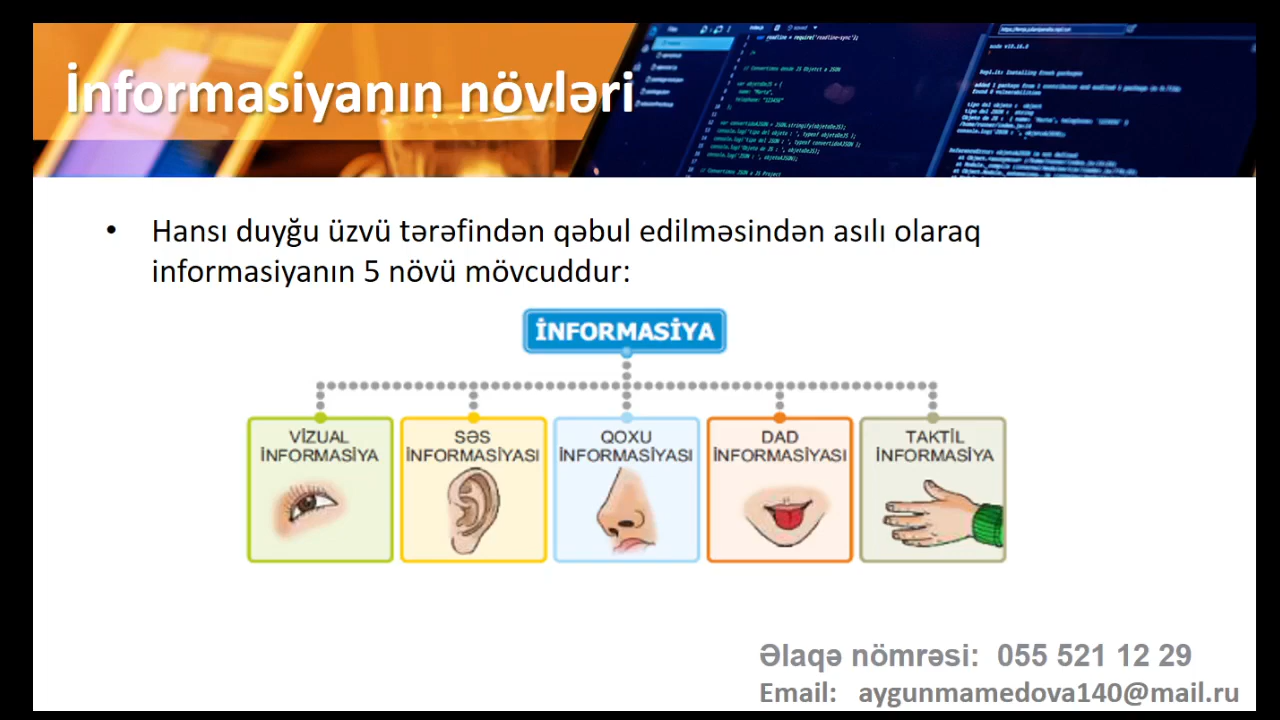 İnformasiyanın növləri
• Hansı duyğu üzvü tərəfindən qəbul edilməsindən asılı olaraq
informasiyanın 5 növü mövcuddur:
İNFORMASİYA
VİZUAL
İNFORMASİYA
SƏS
İNFORMASİYASI
QOXU
İNFORMASİYASI
DAD
İNFORMASİYASI
TAKTİL
İNFORMASİYA
Əlaqə nömrəsi: 055 521 12 29
Email: aygunmamedova140@mail.ru